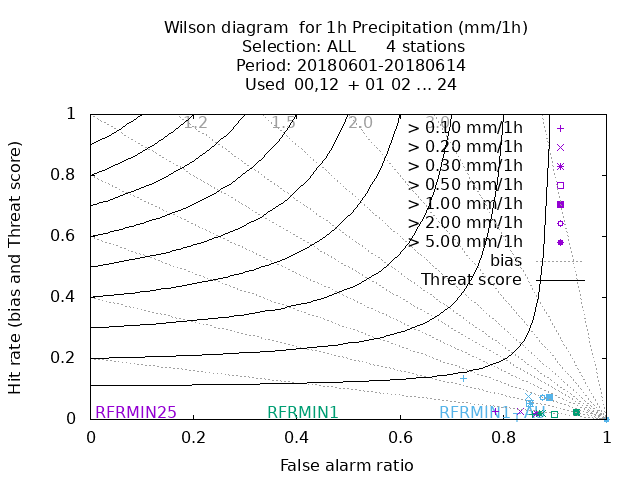 Wilson diagram  for 1h Precipitation (mm/1h)
Selection: ALL      4 stations
Period: 20180601-20180614
Used  00,12  + 01 02 ... 24
1.2 1.5 2.0 3.0
> 0.10 mm/1h
> 0.20 mm/1h
> 0.30 mm/1h
> 0.50 mm/1h
> 1.00 mm/1h
> 2.00 mm/1h
> 5.00 mm/1h
bias
Threat score
Hit rate (bias and Threat score)
1
0.8
0.6
0.4
0.2
0
RFRMIN25 RFRMIN1
0 0.2 0.4 0.6 0.8 1
False alarm ratio